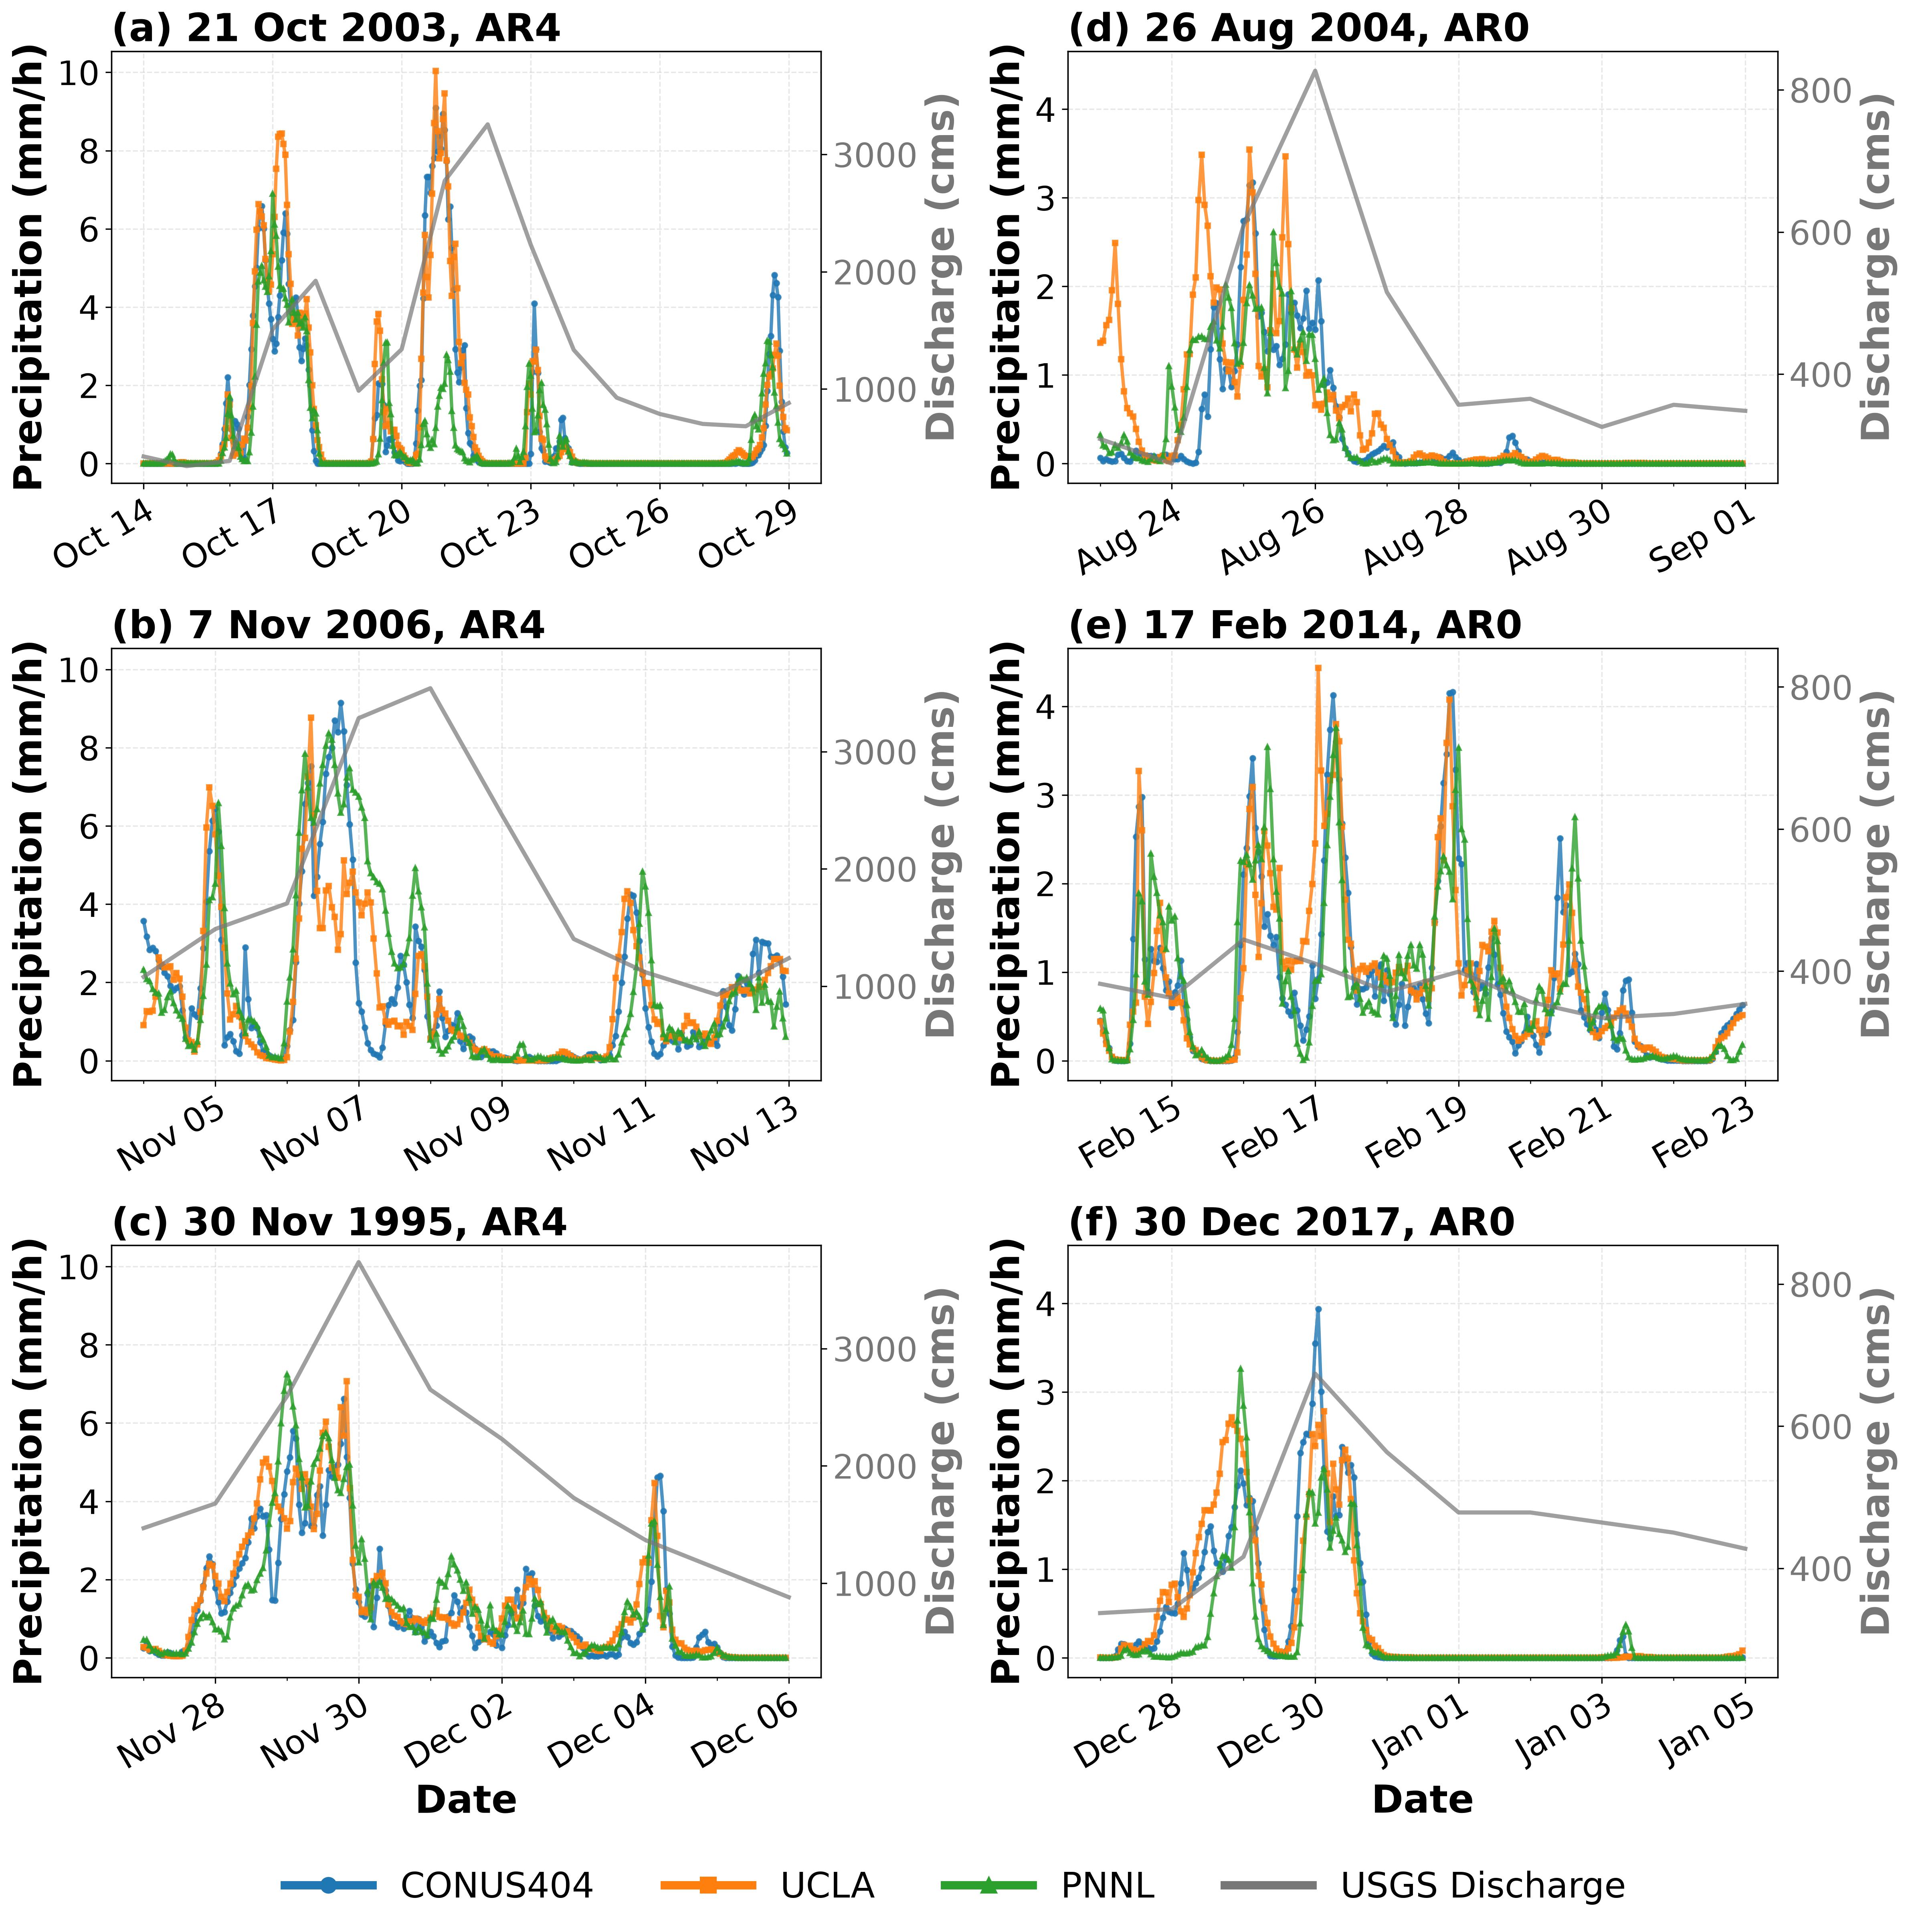 (a) 21 Oct 2003, AR4
Precipitation (mm/h)
10
8
6
4
2
0
3000
2000
1000
Discharge (cms)
Oct 14
Oct 17
Oct 20
Oct 23
Oct 26
Oct 29
(d) 26 Aug 2004, AR0
Precipitation (mm/h)
4
3
2
1
0
800
600
400
Discharge (cms)
Aug 24
Aug 26
Aug 28
Aug 30
Sep 01
(b) 7 Nov 2006, AR4
Precipitation (mm/h)
10
8
6
4
2
0
3000
2000
1000
Discharge (cms)
Nov 05
Nov 07
Nov 09
Nov 11
Nov 13
(e) 17 Feb 2014, AR0
Precipitation (mm/h)
4
3
2
1
0
800
600
400
Discharge (cms)
Feb 15
Feb 17
Feb 19
Feb 21
Feb 23
(c) 30 Nov 1995, AR4
Precipitation (mm/h)
10
8
6
4
2
0
3000
2000
1000
Discharge (cms)
Nov 28
Nov 30
Dec 02
Dec 04
Dec 06
Date
(f) 30 Dec 2017, AR0
Precipitation (mm/h)
4
3
2
1
0
800
600
400
Discharge (cms)
Dec 28
Dec 30
Jan 01
Jan 03
Jan 05
Date
CONUS404
UCLA
PNNL
USGS Discharge